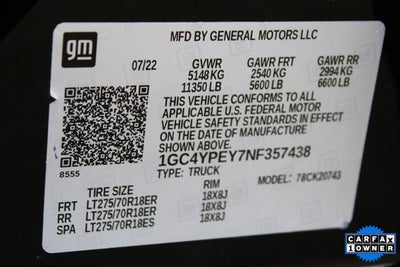 gm
MFD BY GENERAL MOTORS LLC
07/22 GVWR GAWR FRT GAWR RR
5148 KG 2540 KG 2994 KG
11350 LB 5600 LB 6600 LB
THIS VEHICLE CONFORMS TO ALL
APPLICABLE U.S. FEDERAL MOTOR
VEHICLE SAFETY STANDARDS IN EFFECT
ON THE DATE OF MANUFACTURE
SHOWN ABOVE.
8555 1GC4YPEY7NF357438
TYPE: TRUCK MODEL: 78CK20743
TIRE SIZE RIM
FRT LT275/70R18ER 18X8J
RR LT275/70R18ER 18X8J
SPA LT275/70R18ES 18X8J
CARFAX
1 OWNER